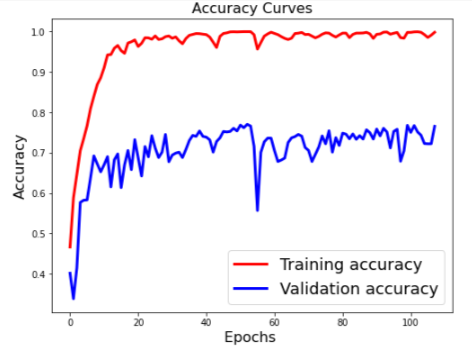 Accuracy Curves
Accuracy
1.0
0.9
0.8
0.7
0.6
0.5
0.4
0
20
40
60
80
100
Epochs
Training accuracy
Validation accuracy